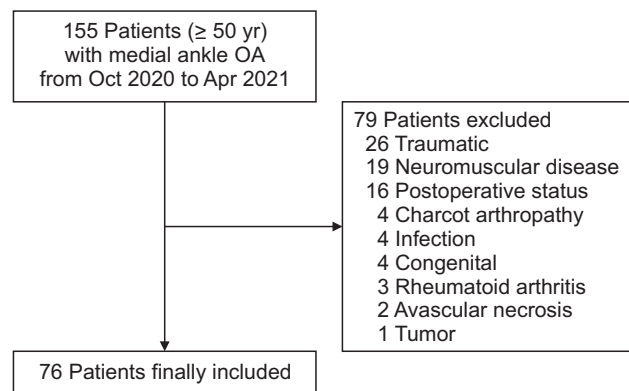 155 Patients (≥ 50 yr)
with medial ankle OA
from Oct 2020 to Apr 2021
79 Patients excluded
26 Traumatic
19 Neuromuscular disease
16 Postoperative status
4 Charcot arthropathy
4 Infection
4 Congenital
3 Rheumatoid arthritis
2 Avascular necrosis
1 Tumor
76 Patients finally included